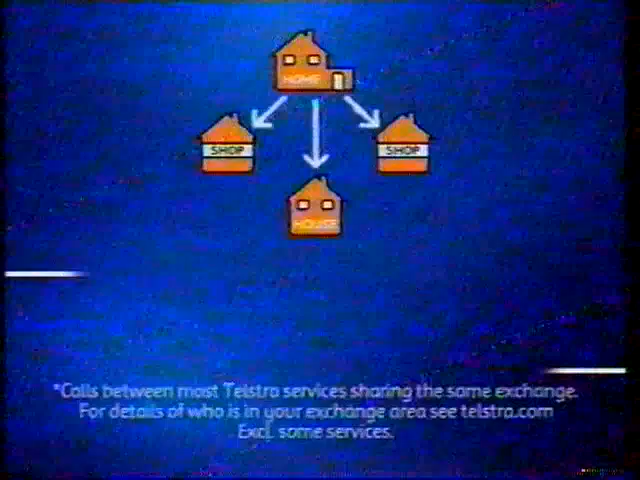 HOME
SHOP SHOP
HOUSE
*Calls between most Telstra services sharing the same exchange.
For details of who is in your exchange area see telstra.com
Excl. some services.